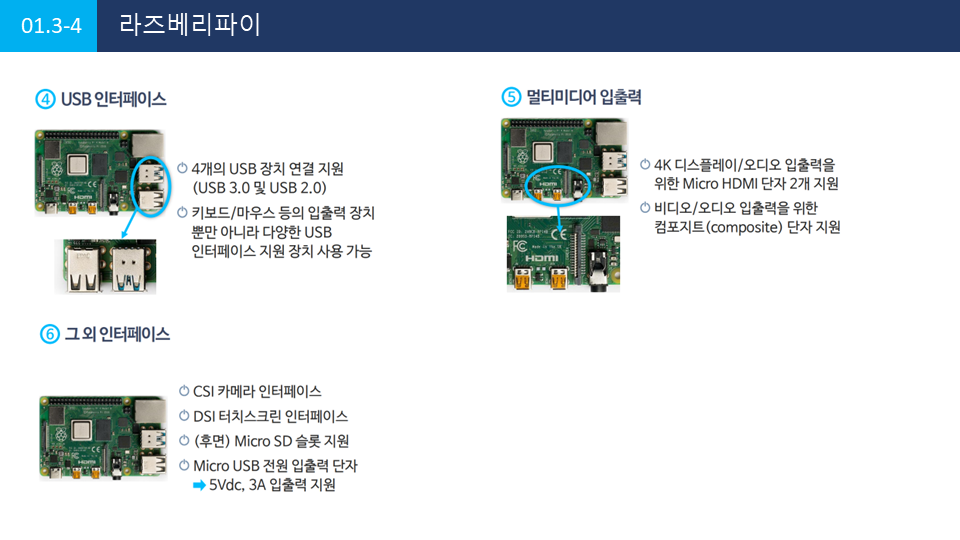 01.3-4 라즈베리파이
④ USB 인터페이스
4개의 USB 장치 연결 지원
(USB 3.0 및 USB 2.0)
키보드/마우스 등의 입출력 장치
뿐만 아니라 다양한 USB
인터페이스 지원 장치 사용 가능
⑤ 멀티미디어 입출력
4K 디스플레이/오디오 입출력을
위한 Micro HDMI 단자 2개 지원
비디오/오디오 입출력을 위한
컴포지트(composite) 단자 지원
HDMI
⑥ 그 외 인터페이스
CSI 카메라 인터페이스
DSI 터치스크린 인터페이스
(후면) Micro SD 슬롯 지원
Micro USB 전원 입출력 단자
➡ 5Vdc, 3A 입출력 지원